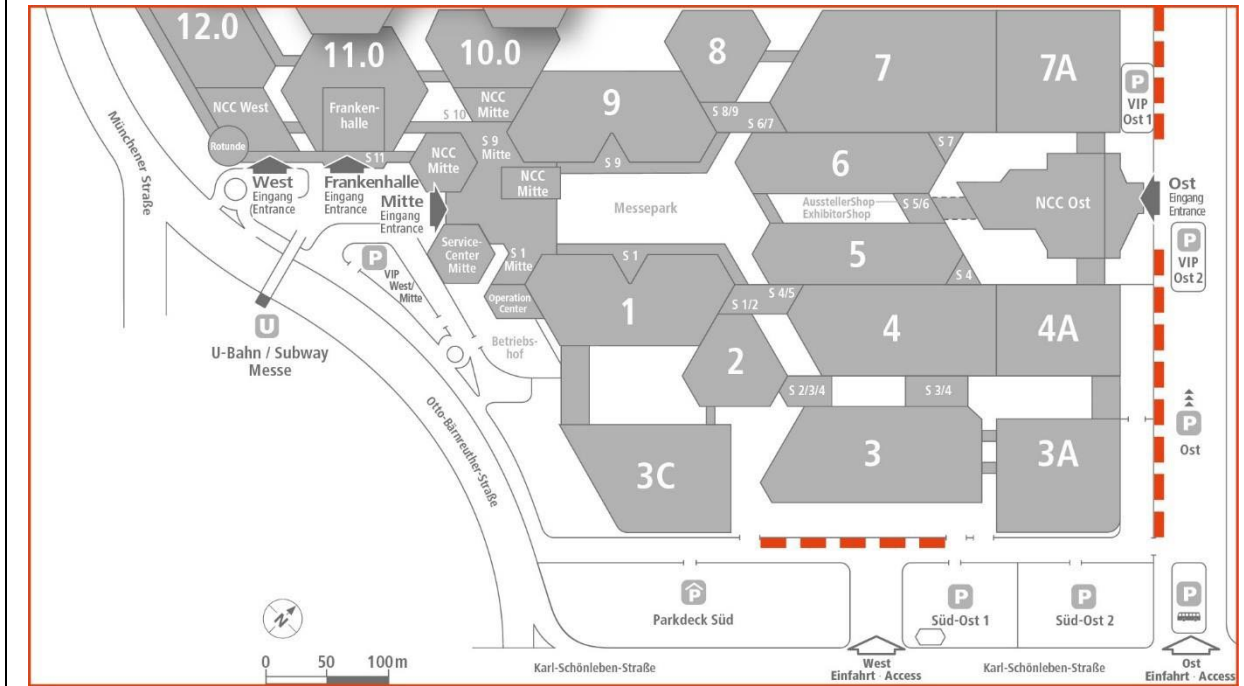 12.0
11.0
10.0
8
7
7A
NCC West
Franken-
halle
S 10
NCC
Mitte
9
S 8/9
S 6/7
P
VIP
Ost 1
Münchener Straße
Rotunde
S 11
NCC
Mitte
S 9
Mitte
S 9
6
S 7
West
Eingang
Entrance
Frankenhalle
Eingang
Entrance
Mitte
Eingang
Entrance
NCC
Mitte
Messepark
AusstellerShop
ExhibitorShop
S 5/6
NCC Ost
Ost
Eingang
Entrance
P
VIP
Ost 2
P
VIP
West/
Mitte
Service-
Center
Mitte
S 1
Mitte
S 1
5
S 4
Operation
Center
1
S 1/2
S 4/5
4
4A
U
U-Bahn / Subway
Messe
Betriebs-
hof
2
S 2/3/4
S 3/4
Otto-Bärnreuther-Straße
3C
3
3A
P
Ost
P
Parkdeck Süd
P
Süd-Ost 1
P
Süd-Ost 2
P
N
0 50 100 m
Karl-Schönleben-Straße
West
Einfahrt · Access
Karl-Schönleben-Straße
Ost
Einfahrt · Access